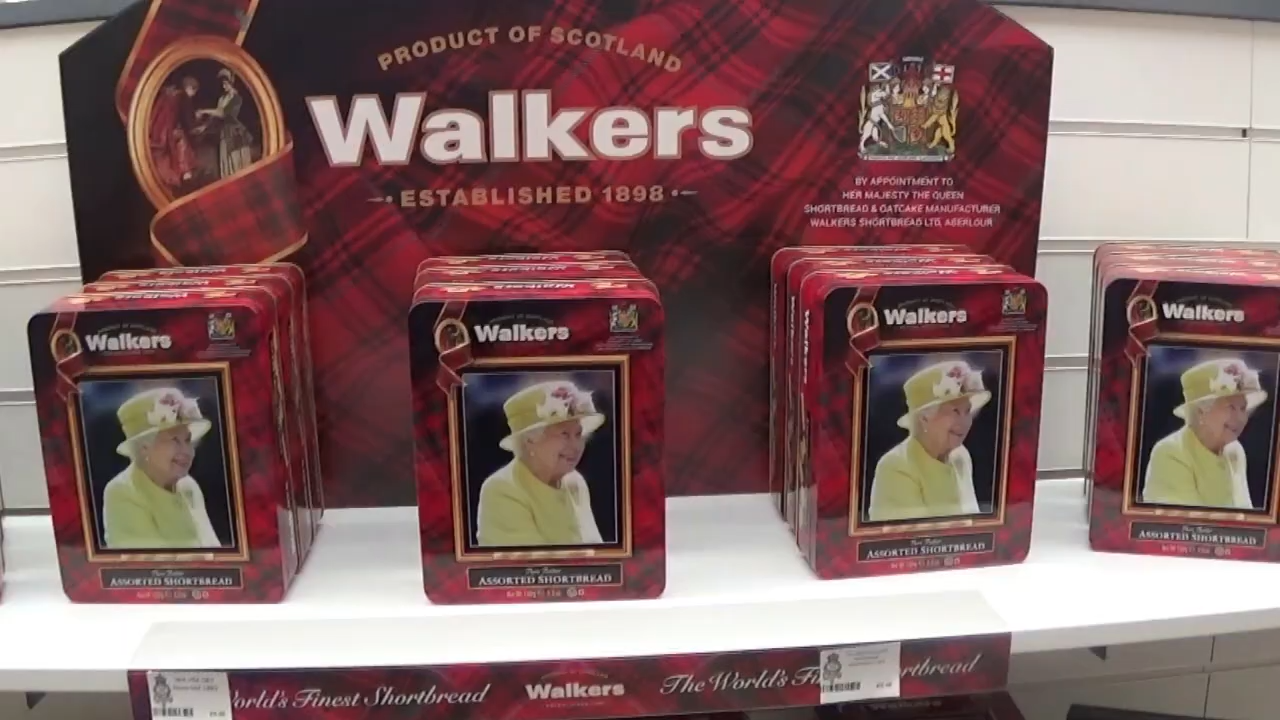 PRODUCT OF SCOTLAND
Walkers
ESTABLISHED 1898
BY APPOINTMENT TO
HER MAJESTY THE QUEEN
SHORTBREAD & OATCAKE MANUFACTURER
WALKERS SHORTBREAD LTD, ABERLOUR
Walkers
ASSORTED SHORTBREAD
Walkers
ASSORTED SHORTBREAD
Walkers
ASSORTED SHORTBREAD
Walkers
ASSORTED SHORTBREAD
World's Finest Shortbread
Walkers
The World's Fi
rtbread